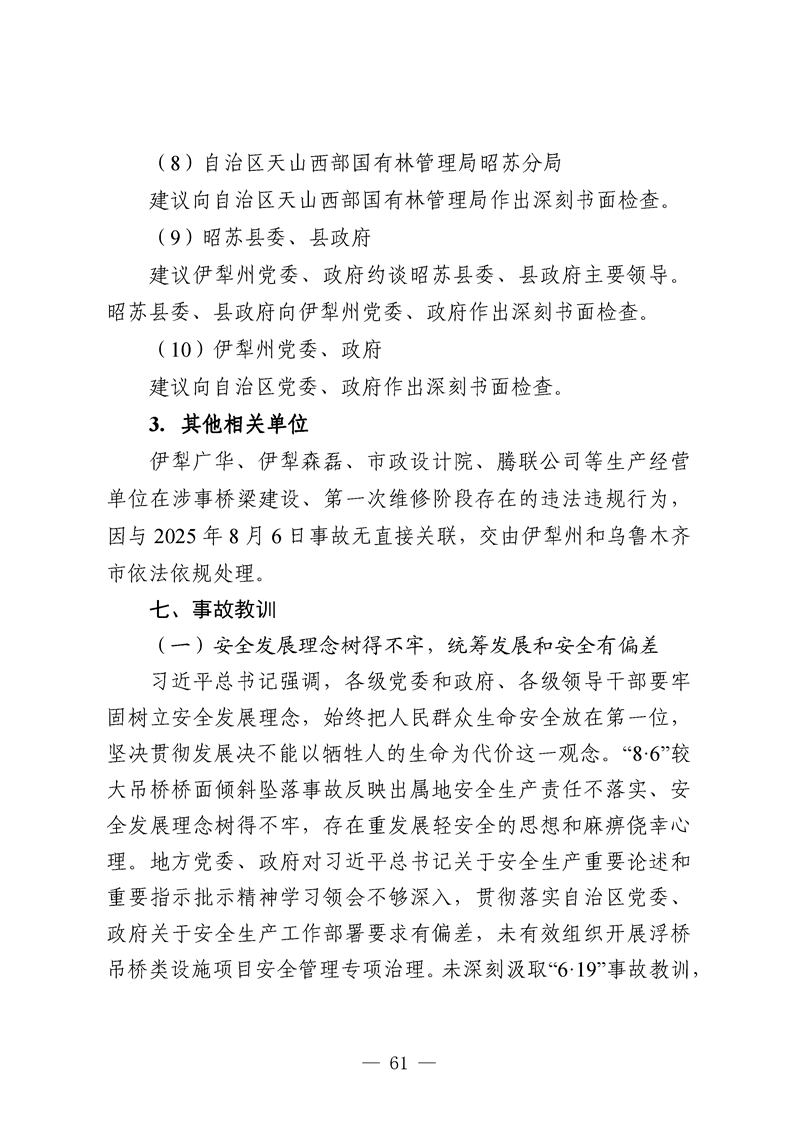 （8）自治区天山西部国有林管理局昭苏分局
建议向自治区天山西部国有林管理局作出深刻书面检查。
（9）昭苏县委、县政府
建议伊犁州党委、政府约谈昭苏县委、县政府主要领导。
昭苏县委、县政府向伊犁州党委、政府作出深刻书面检查。
（10）伊犁州党委、政府
建议向自治区党委、政府作出深刻书面检查。
3. 其他相关单位
伊犁广华、伊犁森磊、市政设计院、腾联公司等生产经营
单位在涉事桥梁建设、第一次维修阶段存在的违法违规行为，
因与 2025 年 8 月 6 日事故无直接关联，交由伊犁州和乌鲁木齐
市依法依规处理。
七、事故教训
（一）安全发展理念树得不牢，统筹发展和安全有偏差
习近平总书记强调，各级党委和政府、各级领导干部要牢
固树立安全发展理念，始终把人民群众生命安全放在第一位，
坚决贯彻发展决不能以牺牲人的生命为代价这一观念。“8·6”较
大吊桥桥面倾斜坠落事故反映出属地安全生产责任不落实、安
全发展理念树得不牢，存在重发展轻安全的思想和麻痹侥幸心
理。地方党委、政府对习近平总书记关于安全生产重要论述和
重要指示批示精神学习领会不够深入，贯彻落实自治区党委、
政府关于安全生产工作部署要求有偏差，未有效组织开展浮桥
吊桥类设施项目安全管理专项治理。未深刻汲取“6·19”事故教训，
— 61 —